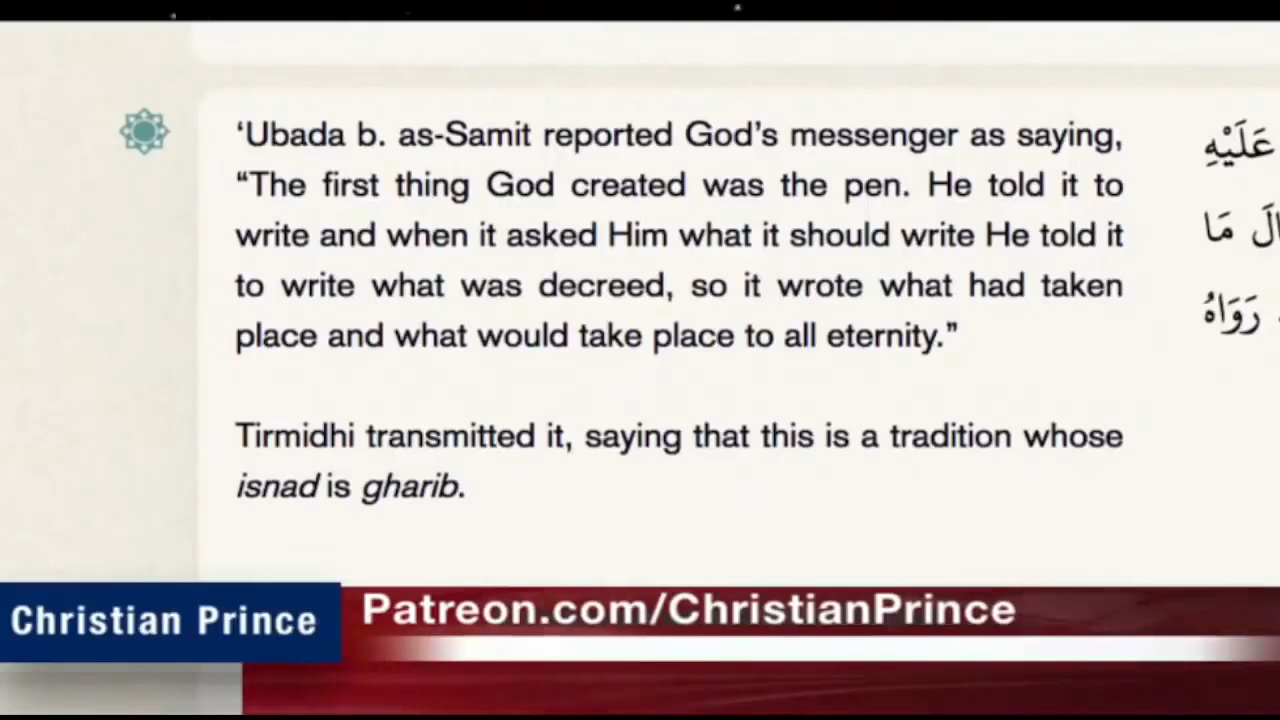 ‘Ubada b. as-Samit reported God’s messenger as saying,
“The first thing God created was the pen. He told it to
write and when it asked Him what it should write He told it
to write what was decreed, so it wrote what had taken
place and what would take place to all eternity.”
Tirmidhi transmitted it, saying that this is a tradition whose
isnad is gharib.
عَلَيْهِ
مَا
رَوَاهُ
Christian Prince
Patreon.com/ChristianPrince